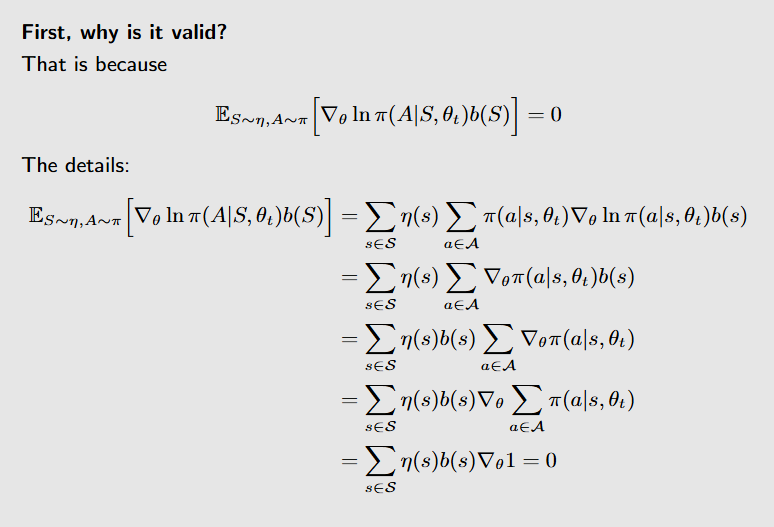 First, why is it valid?
That is because
𝔼_{S∼η,A∼π}[∇_θ ln π(A|S, θ_t)b(S)] = 0
The details:
𝔼_{S∼η,A∼π}[∇_θ ln π(A|S, θ_t)b(S)] = ∑_{s∈𝒮} η(s) ∑_{a∈𝒜} π(a|s, θ_t)∇_θ ln π(a|s, θ_t)b(s)
= ∑_{s∈𝒮} η(s) ∑_{a∈𝒜} ∇_θπ(a|s, θ_t)b(s)
= ∑_{s∈𝒮} η(s)b(s) ∑_{a∈𝒜} ∇_θπ(a|s, θ_t)
= ∑_{s∈𝒮} η(s)b(s)∇_θ ∑_{a∈𝒜} π(a|s, θ_t)
= ∑_{s∈𝒮} η(s)b(s)∇_θ1 = 0